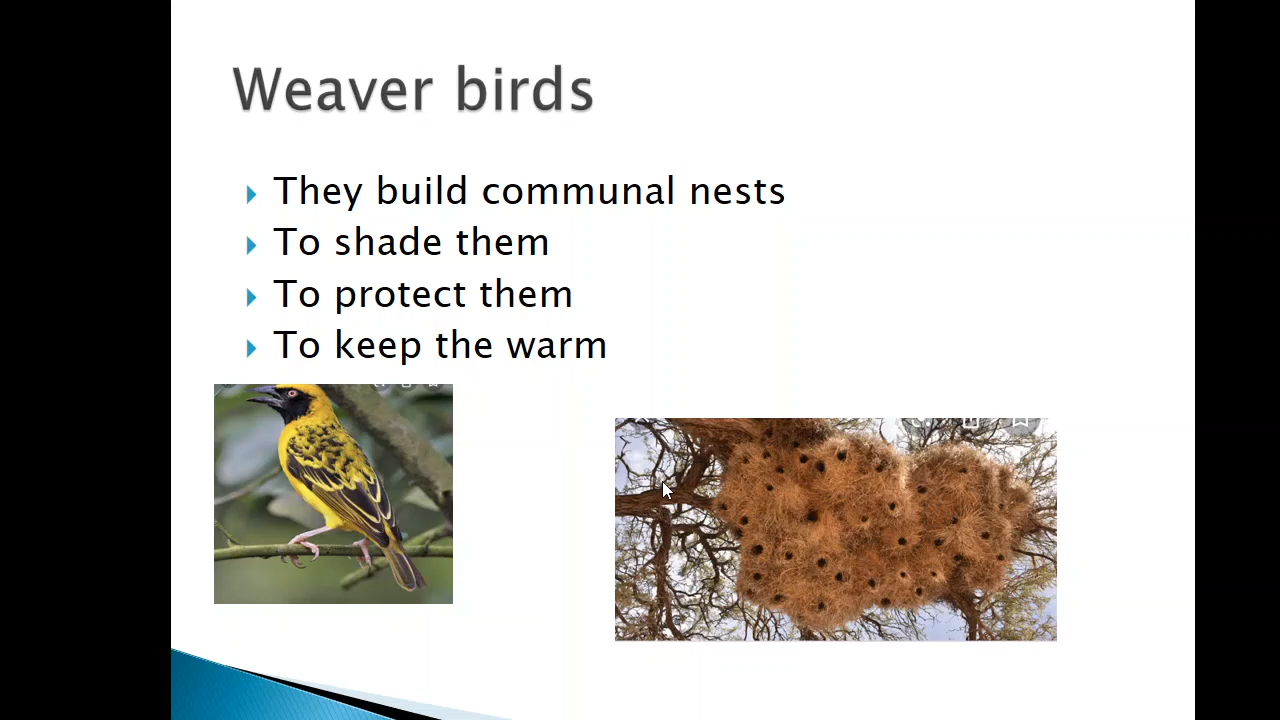 Weaver birds
They build communal nests
To shade them
To protect them
To keep the warm